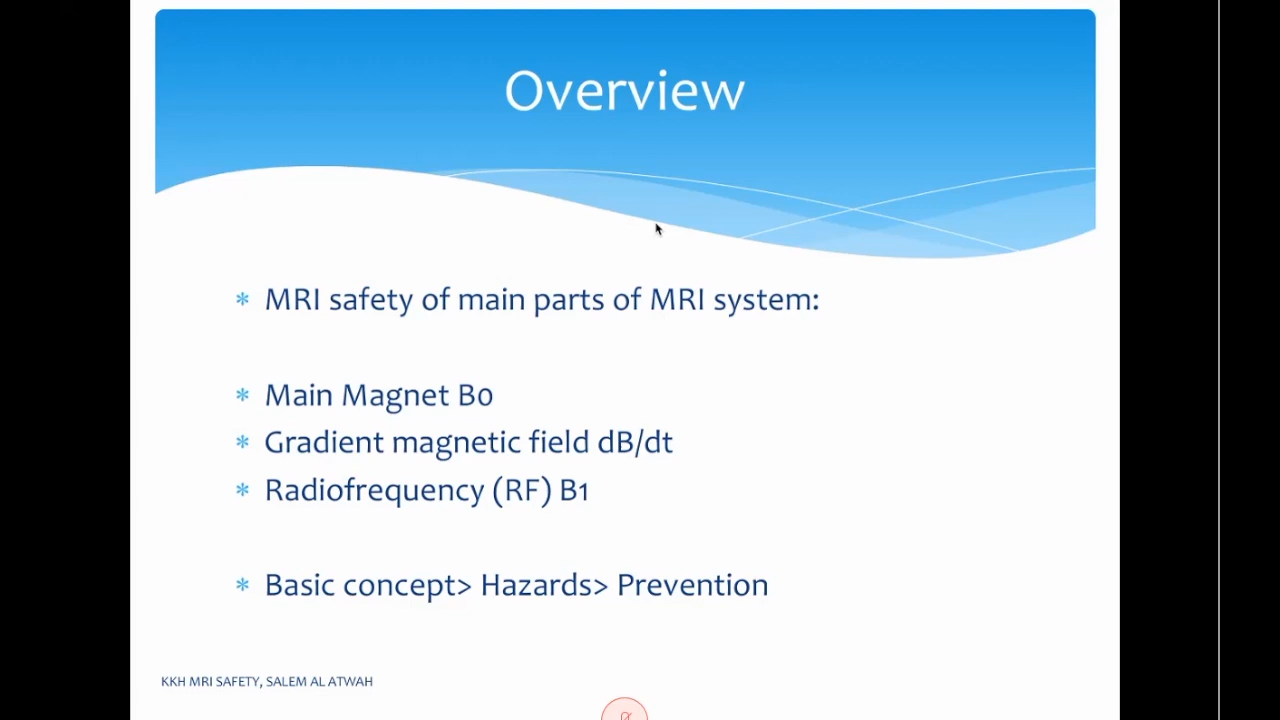 Overview
* MRI safety of main parts of MRI system:
* Main Magnet B0
* Gradient magnetic field dB/dt
* Radiofrequency (RF) B1
* Basic concept> Hazards> Prevention
KKH MRI SAFETY, SALEM AL ATWAH